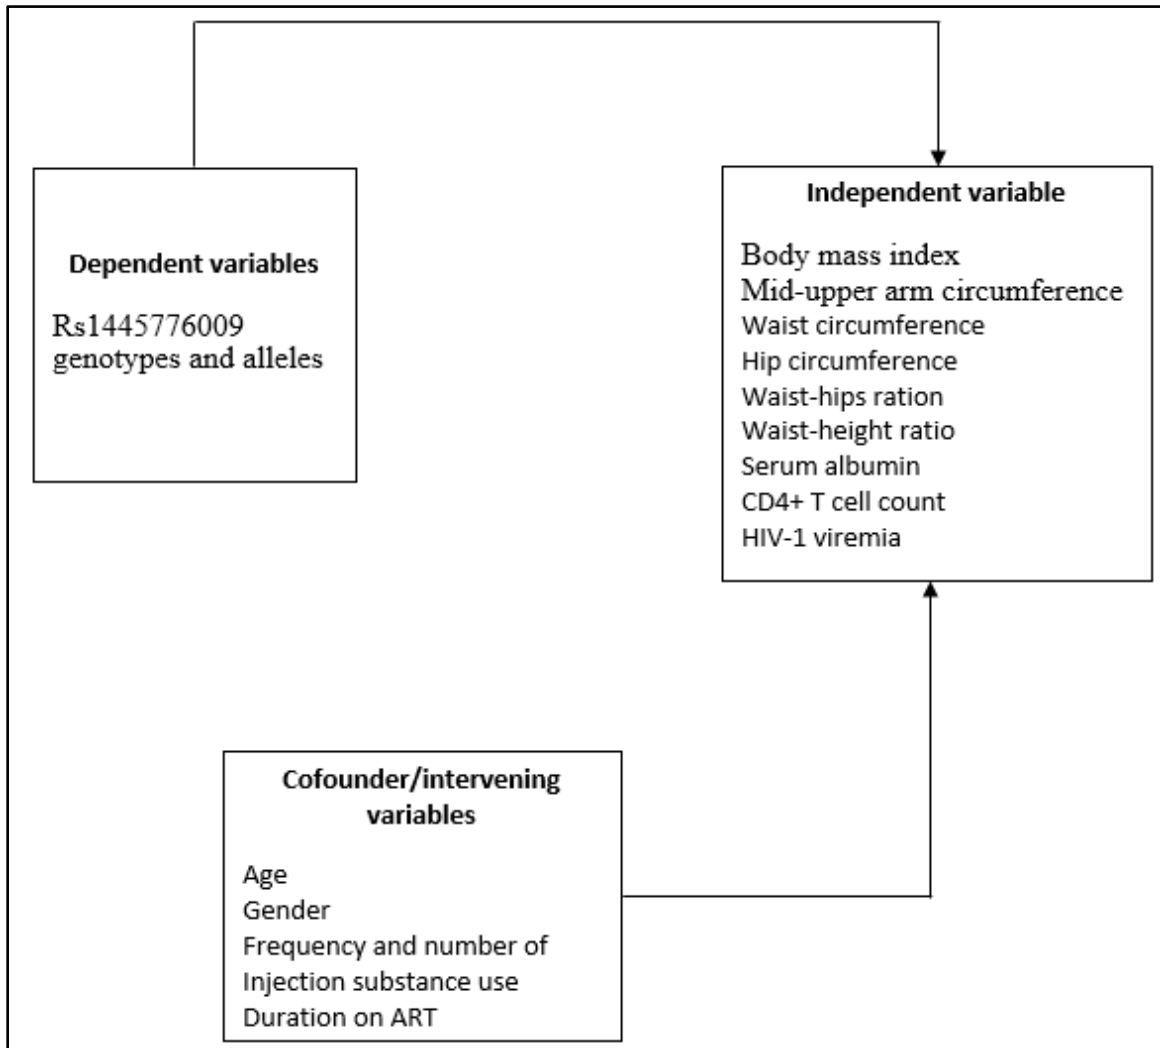 Dependent variables
Rs1445776009
genotypes and alleles
Independent variable
Body mass index
Mid-upper arm circumference
Waist circumference
Hip circumference
Waist-hips ration
Waist-height ratio
Serum albumin
CD4+ T cell count
HIV-1 viremia
Cofounder/intervening
variables
Age
Gender
Frequency and number of
Injection substance use
Duration on ART